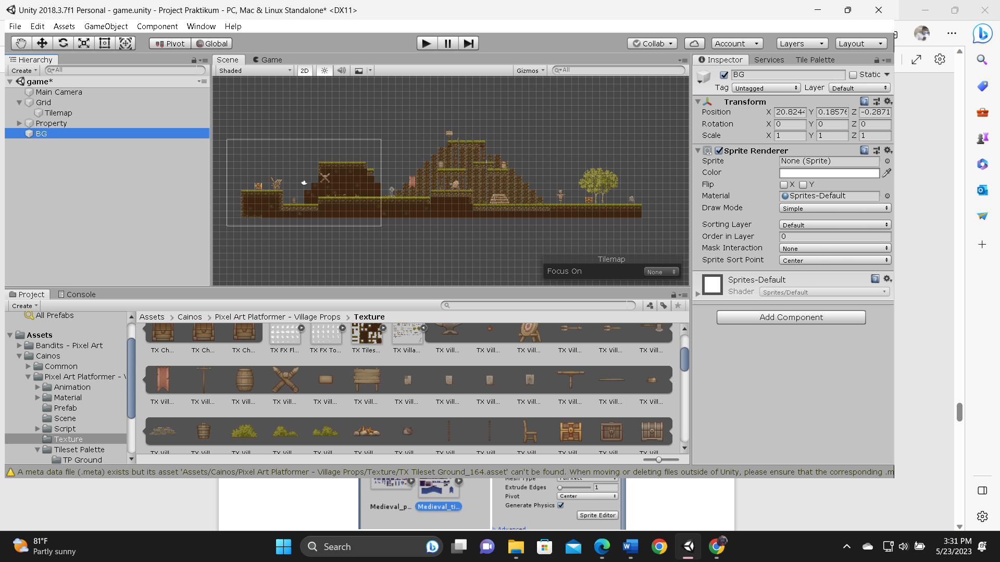 Unity 2018.3.7f1 Personal - game.unity - Project Praktikum - PC, Mac & Linux Standalone* <DX11>
File Edit Assets GameObject Component Window Help
Pivot Global Collab Account Layers Layout
Hierarchy
Create All
game*
Main Camera
Grid
Tilemap
Property
BG
Scene Game
Shaded 2D Gizmos All
Tilemap
Focus On None
Inspector Services Tile Palette
BG Static
Tag Untagged Layer Default
Transform
Position X 20.8244 Y 0.18576 Z -0.2871
Rotation X 0 Y 0 Z 0
Scale X 1 Y 1 Z 1
Sprite Renderer
Sprite None (Sprite)
Color
Flip X Y
Material Sprites-Default
Draw Mode Simple
Sorting Layer Default
Order in Layer 0
Mask Interaction None
Sprite Sort Point Center
Sprites-Default
Shader Sprites/Default
Add Component
Project Console
Create
All Prefabs
Assets
Bandits - Pixel Art
Cainos
Common
Pixel Art Platformer - \
Animation
Material
Prefab
Scene
Script
Texture
Tileset Palette
TP Ground
Assets Cainos Pixel Art Platformer - Village Props Texture
TX Ch... TX Ch... TX Ch... TX FX Fl... TX FX To... TX Tiles... TX Villa... TX Vill... TX Vill... TX Vill... TX Vill... TX Vill... TX Vill...
TX Vill... TX Vill... TX Vill... TX Vill... TX Vill... TX Vill... TX Vill... TX Vill... TX Vill... TX Vill... TX Vill... TX Vill... TX Vill...
TX Vill TX Vill TX Vill TX Vill TX Vill TX Vill TX Vill TX Vill TX Vill TX Vill TX Vill TX Vill TX Vill
A meta data file (.meta) exists but its asset 'Assets/Cainos/Pixel Art Platformer - Village Props/Texture/TX Tileset Ground_164.asset' can't be found. When moving or deleting files outside of Unity, please ensure that the corresponding .m
Mesh Type Full Rect
Extrude Edges 1
Pivot Center
Generate Physics
Sprite Editor
Advanced
Medieval_p... Medieval_ti...
81°F
Partly sunny
Search
3:31 PM
5/23/2023